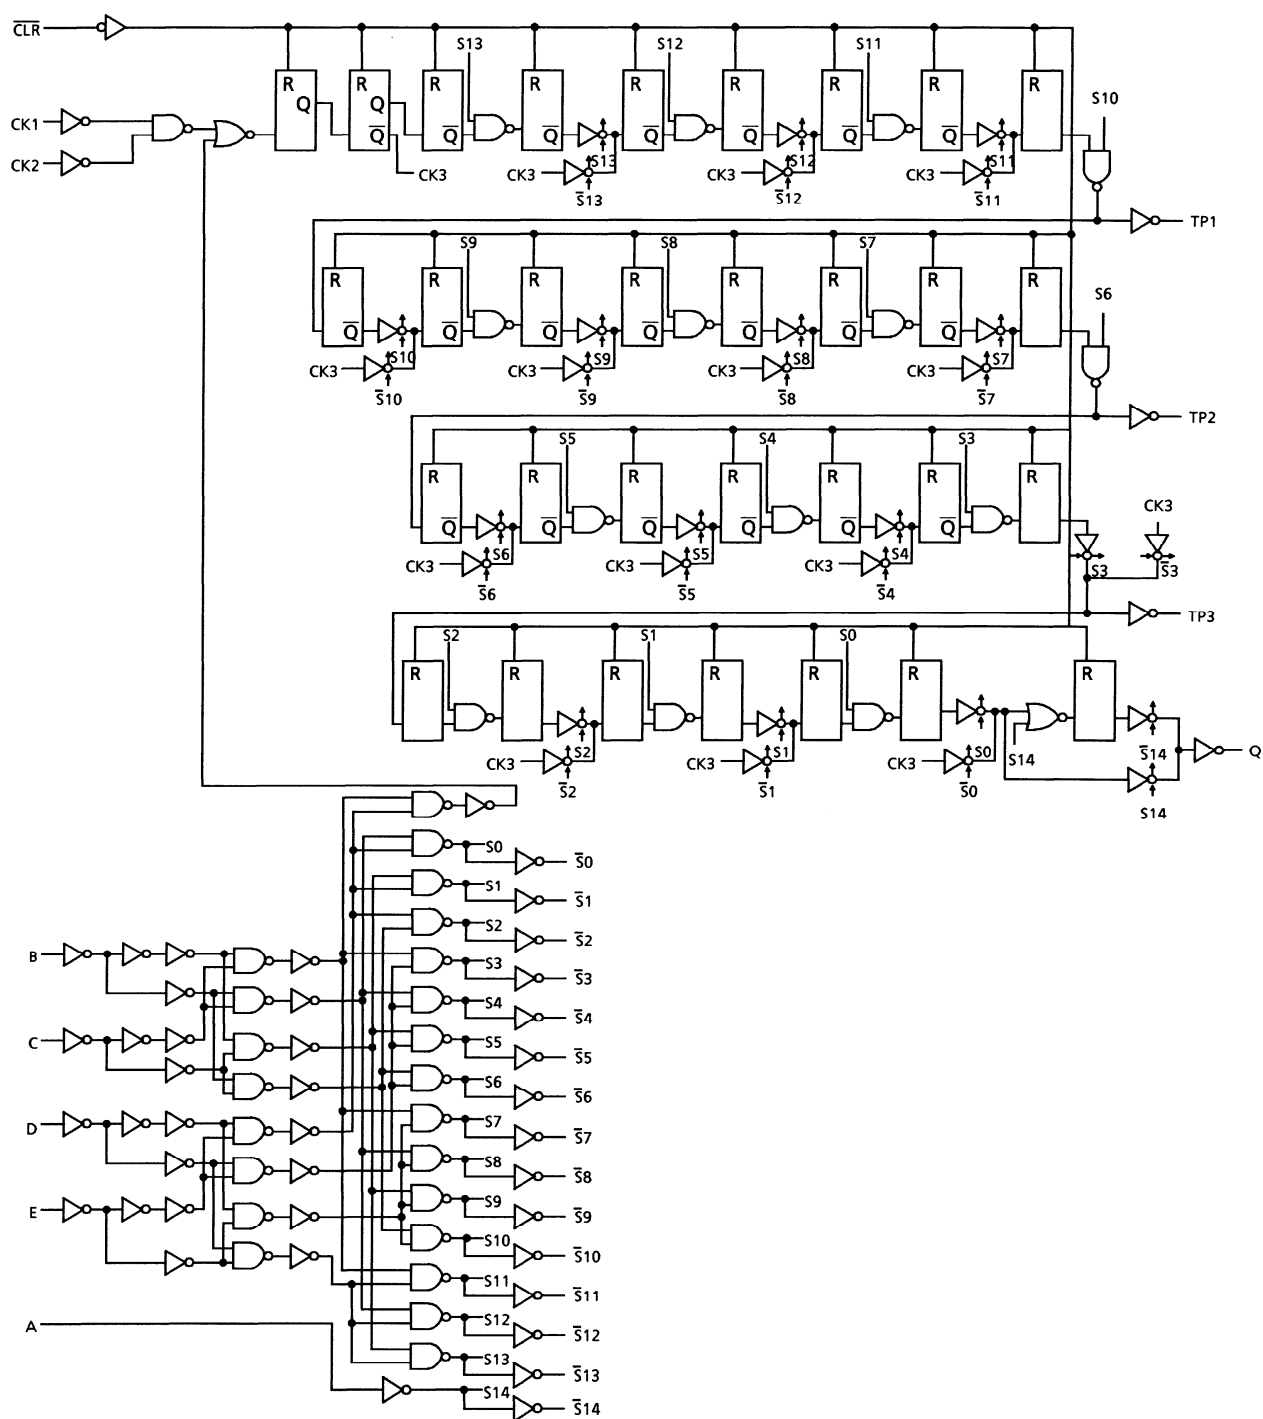 C̅L̅R̅
R R R R R R R R R
S13 S12 S11
Q Q
S10
CK1
Q̅ Q̅ Q̅ Q̅ Q̅ Q̅ Q̅
CK2
S13 S12 S11
CK3 CK3 CK3 CK3
S̅13 S̅12 S̅11
TP1
S9 S8 S7
R R R R R R R R
S6
Q̅ Q̅ Q̅ Q̅ Q̅ Q̅ Q̅
S10 S9 S8 S7
CK3 CK3 CK3 CK3
S̅10 S̅9 S̅8 S̅7
TP2
S5 S4 S3
R R R R R R R
CK3
Q̅ Q̅ Q̅ Q̅ Q̅ Q̅
S6 S5 S4
CK3 CK3 CK3
S3 S̅3
S̅6 S̅5 S̅4
TP3
S2 S1 S0
R R R R R R R
S2 S1 S0 S14 S̅14 Q
CK3 CK3 CK3
S̅2 S̅1 S̅0
S14
S0
S̅0
S1
S̅1
S2
S̅2
B
S3
S̅3
S4
S̅4
C
S5
S̅5
S6
S̅6
S7
D
S̅7
S8
S̅8
S9
E
S̅9
S10
S̅10
S11
S̅11
S12
A
S̅12
S13
S̅13
S14
S̅14